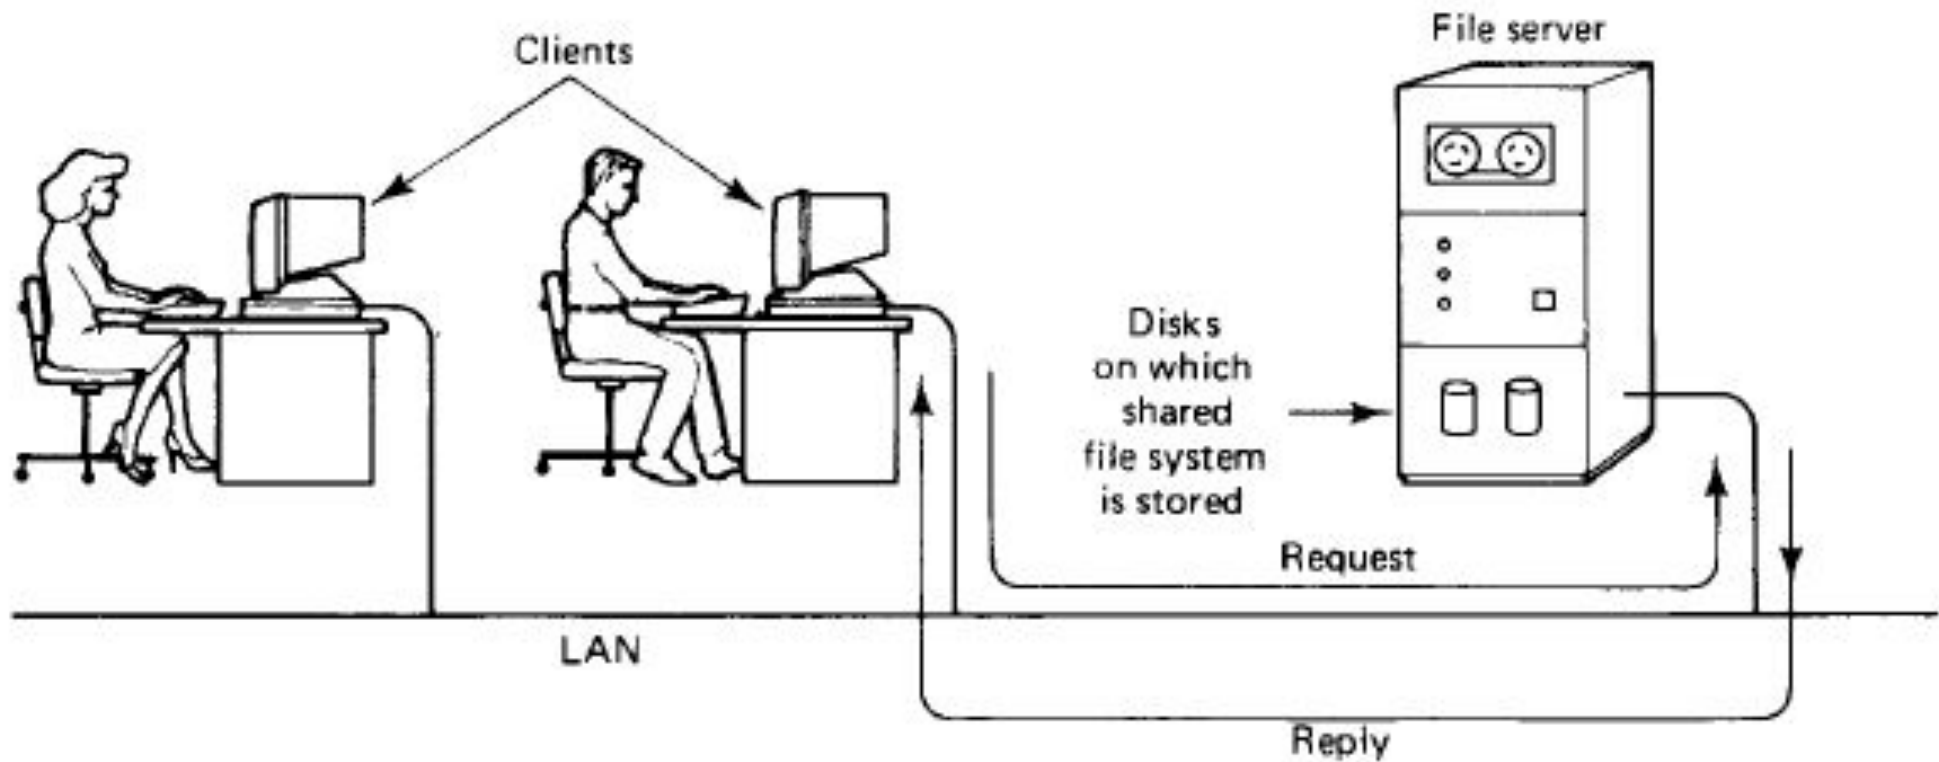 Clients
File server
Disks
on which
shared
file system
is stored
Request
LAN
Reply